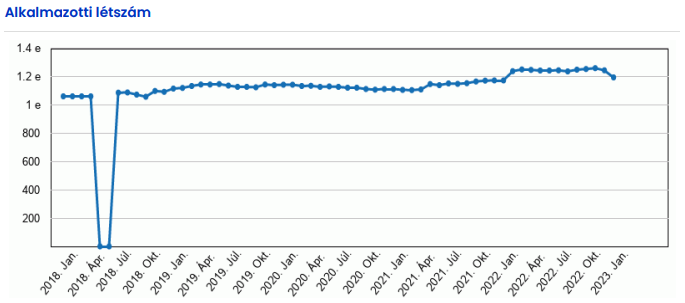 Alkalmazotti létszám
1.4 e
1.2 e
1 e
800
600
400
200
2018. Jan.
2018. Ápr.
2018. Júl.
2018. Okt.
2019. Jan.
2019. Ápr.
2019. Júl.
2019. Okt.
2020. Jan.
2020. Ápr.
2020. Júl.
2020. Okt.
2021. Jan.
2021. Ápr.
2021. Júl.
2021. Okt.
2022. Jan.
2022. Ápr.
2022. Júl.
2022. Okt.
2023. Jan.